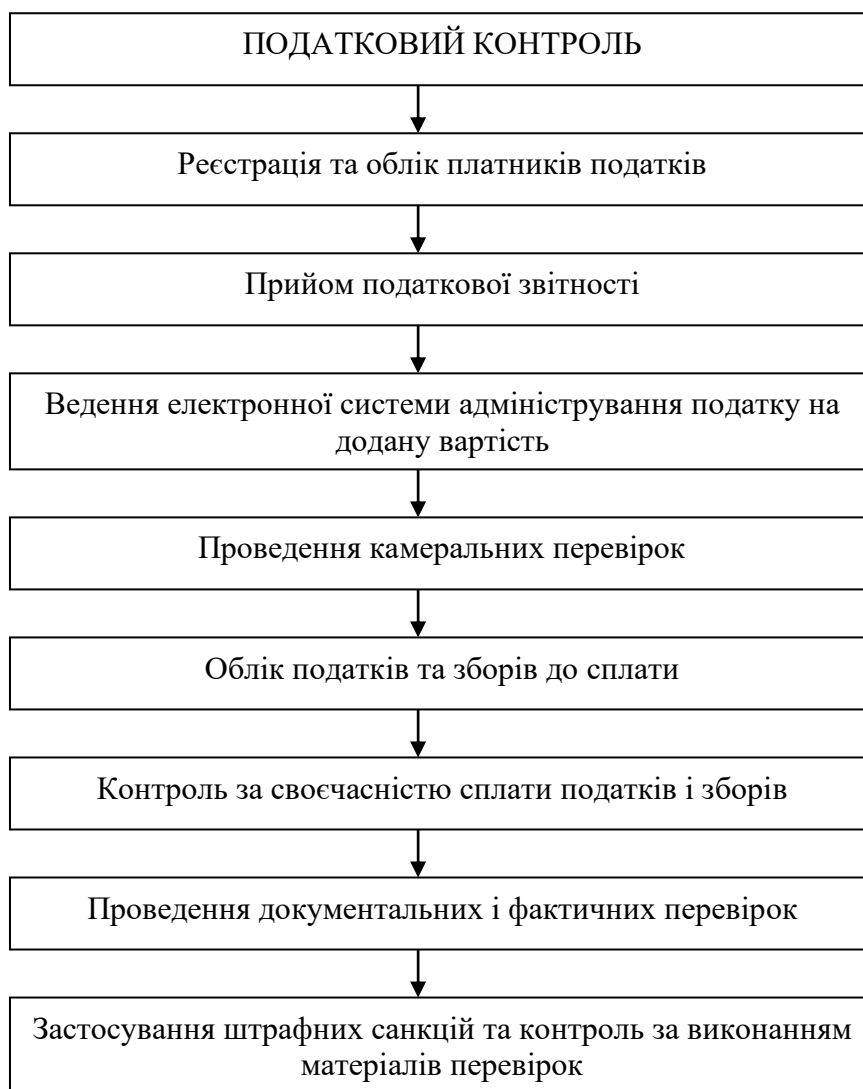 ПОДАТКОВИЙ КОНТРОЛЬ
Реєстрація та облік платників податків
Прийом податкової звітності
Ведення електронної системи адміністрування податку на
додану вартість
Проведення камеральних перевірок
Облік податків та зборів до сплати
Контроль за своєчасністю сплати податків і зборів
Проведення документальних і фактичних перевірок
Застосування штрафних санкцій та контроль за виконанням
матеріалів перевірок